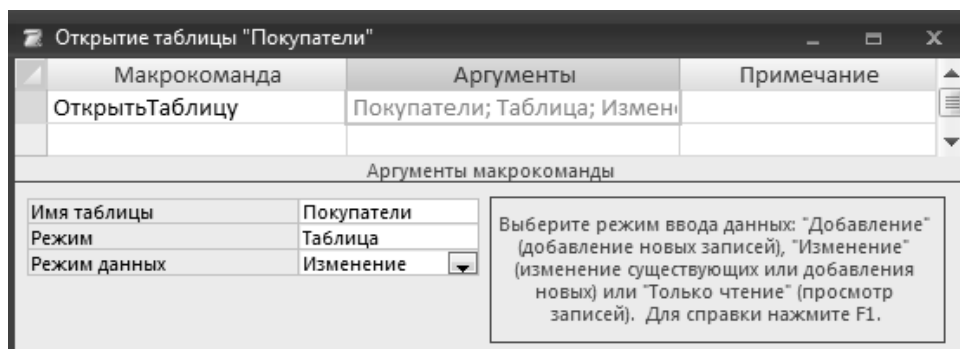 Открытие таблицы "Покупатели"
Макрокоманда Аргументы Примечание
ОткрытьТаблицу Покупатели; Таблица; Измен
Аргументы макрокоманды
Имя таблицы Покупатели
Режим Таблица
Режим данных Изменение
Выберите режим ввода данных: "Добавление"
(добавление новых записей), "Изменение"
(изменение существующих или добавления
новых) или "Только чтение" (просмотр
записей). Для справки нажмите F1.